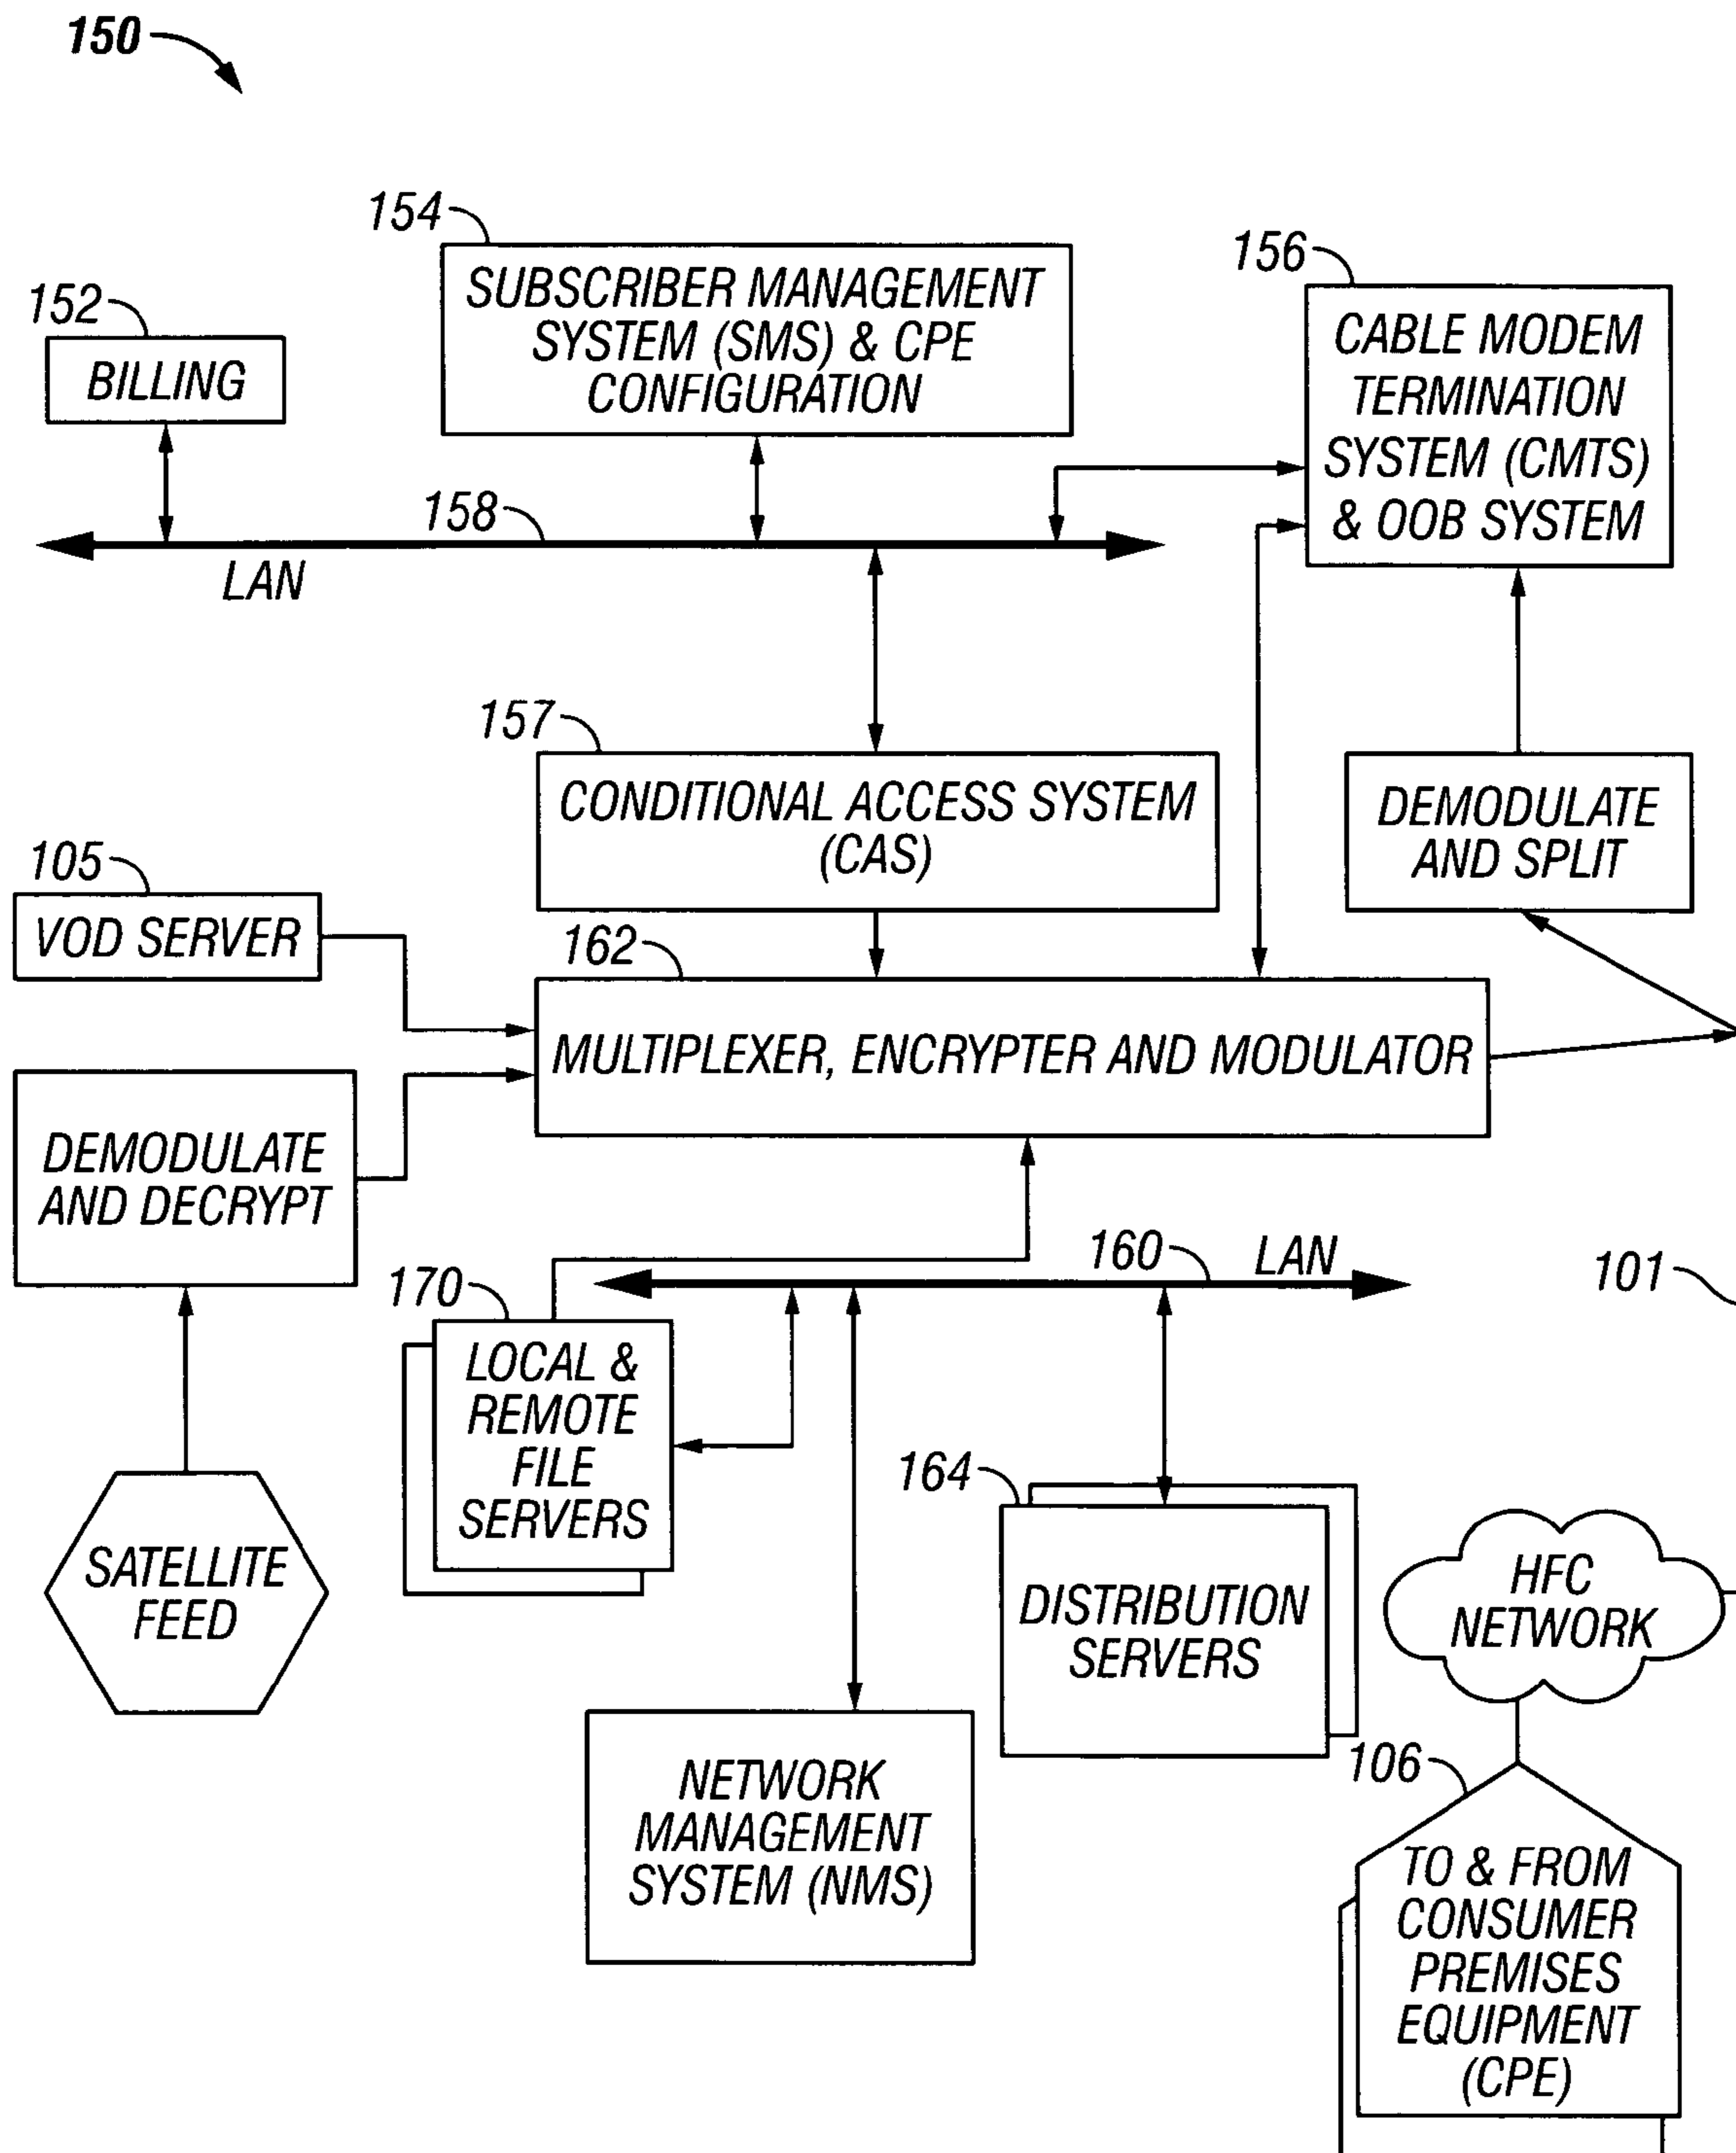 150
154
SUBSCRIBER MANAGEMENT
SYSTEM (SMS) & CPE
CONFIGURATION
156
CABLE MODEM
TERMINATION
SYSTEM (CMTS)
& OOB SYSTEM
152
BILLING
158
LAN
157
CONDITIONAL ACCESS SYSTEM
(CAS)
DEMODULATE
AND SPLIT
105
VOD SERVER
162
MULTIPLEXER, ENCRYPTER AND MODULATOR
DEMODULATE
AND DECRYPT
160
LAN
101
170
LOCAL &
REMOTE
FILE
SERVERS
164
DISTRIBUTION
SERVERS
SATELLITE
FEED
HFC
NETWORK
NETWORK
MANAGEMENT
SYSTEM (NMS)
106
TO & FROM
CONSUMER
PREMISES
EQUIPMENT
(CPE)